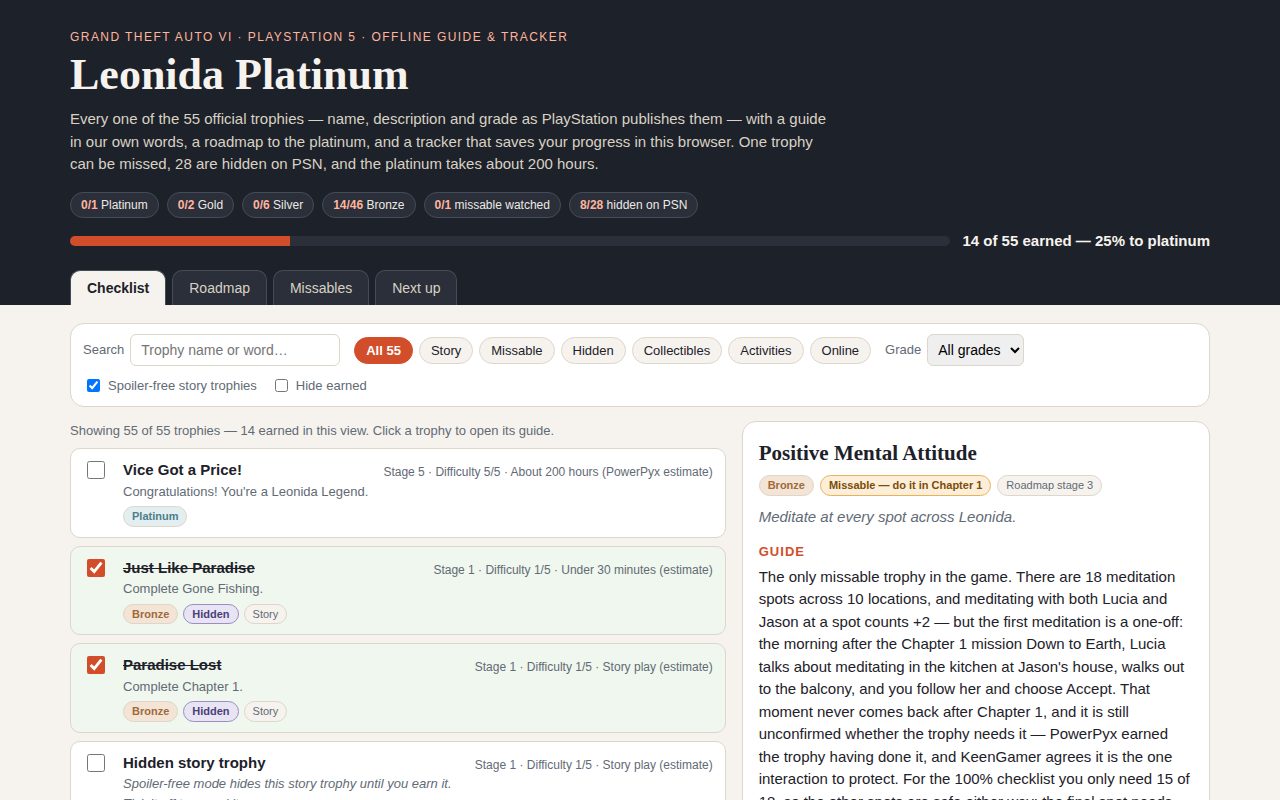 GRAND THEFT AUTO VI · PLAYSTATION 5 · OFFLINE GUIDE & TRACKER
Leonida Platinum
Every one of the 55 official trophies — name, description and grade as PlayStation publishes them — with a guide
in our own words, a roadmap to the platinum, and a tracker that saves your progress in this browser. One trophy
can be missed, 28 are hidden on PSN, and the platinum takes about 200 hours.
0/1 Platinum 0/2 Gold 0/6 Silver 14/46 Bronze 0/1 missable watched 8/28 hidden on PSN
14 of 55 earned — 25% to platinum
Checklist Roadmap Missables Next up
Search Trophy name or word… All 55 Story Missable Hidden Collectibles Activities Online Grade All grades
Spoiler-free story trophies Hide earned
Showing 55 of 55 trophies — 14 earned in this view. Click a trophy to open its guide.
Vice Got a Price! Stage 5 · Difficulty 5/5 · About 200 hours (PowerPyx estimate)
Congratulations! You're a Leonida Legend.
Platinum
Just Like Paradise Stage 1 · Difficulty 1/5 · Under 30 minutes (estimate)
Complete Gone Fishing.
Bronze Hidden Story
Paradise Lost Stage 1 · Difficulty 1/5 · Story play (estimate)
Complete Chapter 1.
Bronze Hidden Story
Hidden story trophy Stage 1 · Difficulty 1/5 · Story play (estimate)
Spoiler-free mode hides this story trophy until you earn it.
Positive Mental Attitude
Bronze Missable — do it in Chapter 1 Roadmap stage 3
Meditate at every spot across Leonida.
GUIDE
The only missable trophy in the game. There are 18 meditation
spots across 10 locations, and meditating with both Lucia and
Jason at a spot counts +2 — but the first meditation is a one-off:
the morning after the Chapter 1 mission Down to Earth, Lucia
talks about meditating in the kitchen at Jason's house, walks out
to the balcony, and you follow her and choose Accept. That
moment never comes back after Chapter 1, and it is still
unconfirmed whether the trophy needs it — PowerPyx earned
the trophy having done it, and KeenGamer agrees it is the one
interaction to protect. For the 100% checklist you only need 15 of